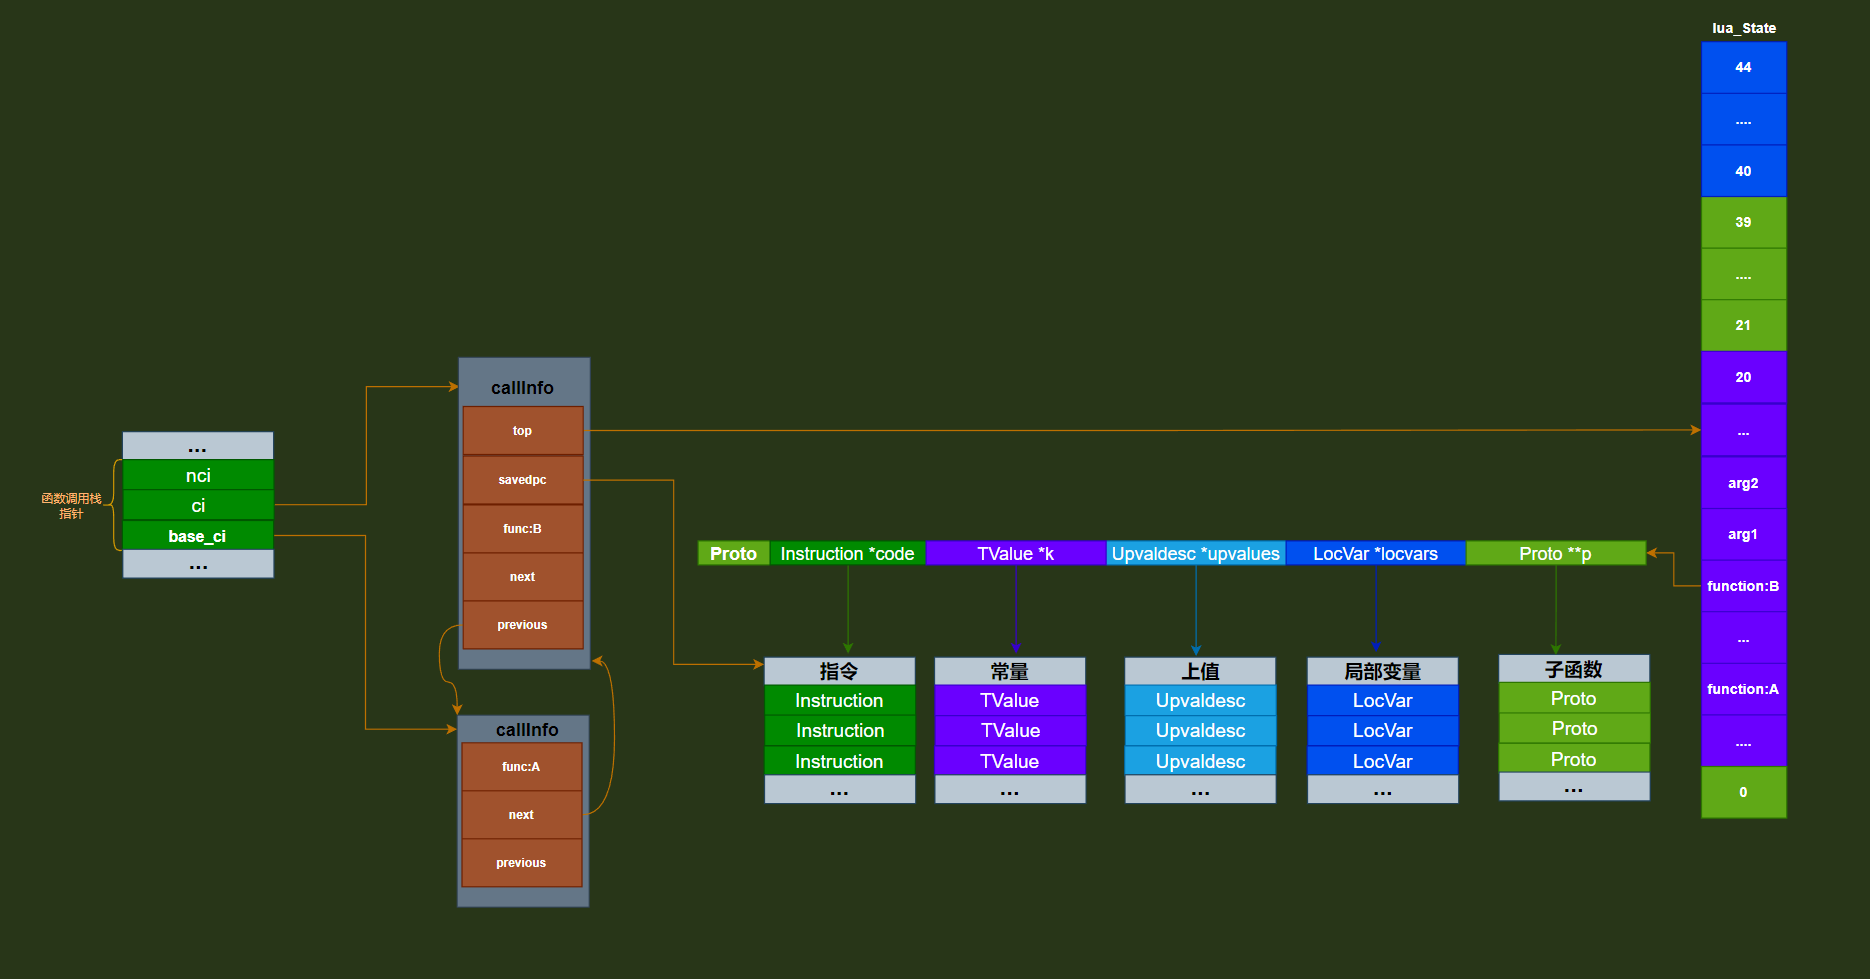 lua_State
44
....
40
39
....
21
20
...
arg2
arg1
function:B
...
function:A
....
0
...
nci
ci
base_ci
...
函数调用栈
指针
callInfo
top
savedpc
func:B
next
previous
callInfo
func:A
next
previous
Proto
Instruction *code
TValue *k
Upvaldesc *upvalues
LocVar *locvars
Proto **p
指令
Instruction
Instruction
Instruction
...
常量
TValue
TValue
TValue
...
上值
Upvaldesc
Upvaldesc
Upvaldesc
...
局部变量
LocVar
LocVar
LocVar
...
子函数
Proto
Proto
Proto
...